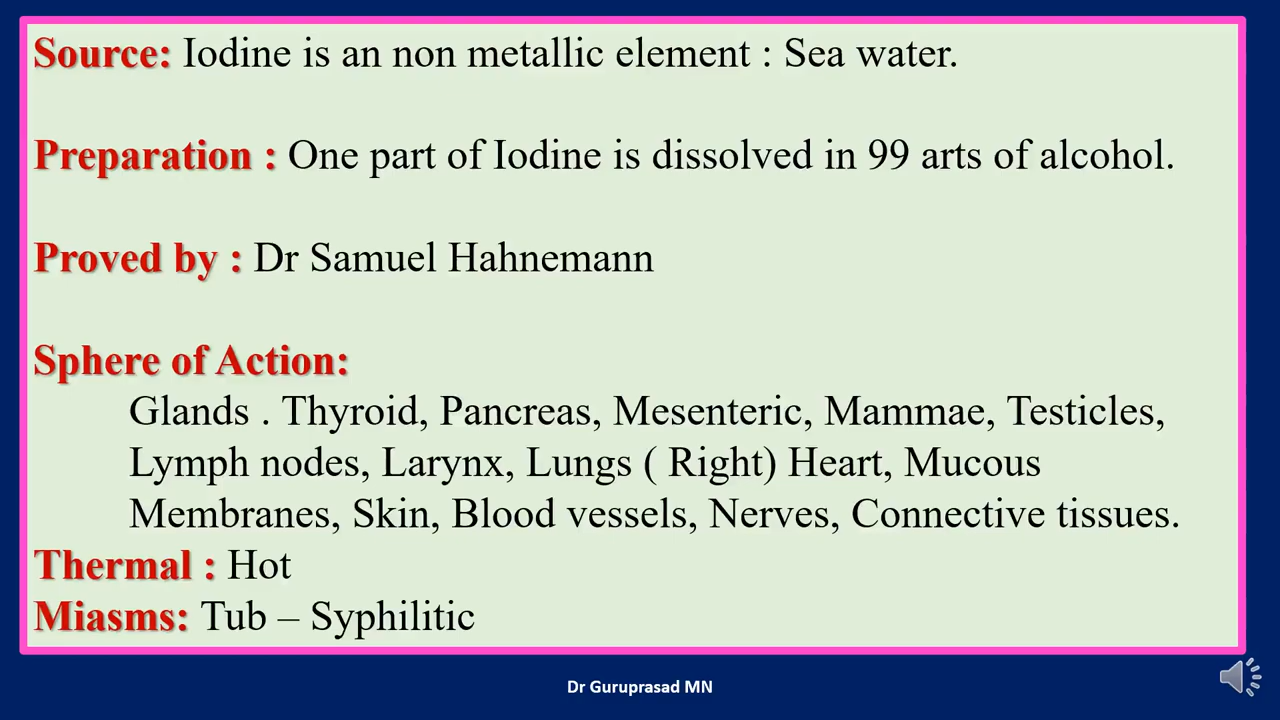 Source: Iodine is an non metallic element : Sea water.
Preparation : One part of Iodine is dissolved in 99 arts of alcohol.
Proved by : Dr Samuel Hahnemann
Sphere of Action:
Glands . Thyroid, Pancreas, Mesenteric, Mammae, Testicles,
Lymph nodes, Larynx, Lungs ( Right) Heart, Mucous
Membranes, Skin, Blood vessels, Nerves, Connective tissues.
Thermal : Hot
Miasms: Tub – Syphilitic
Dr Guruprasad MN